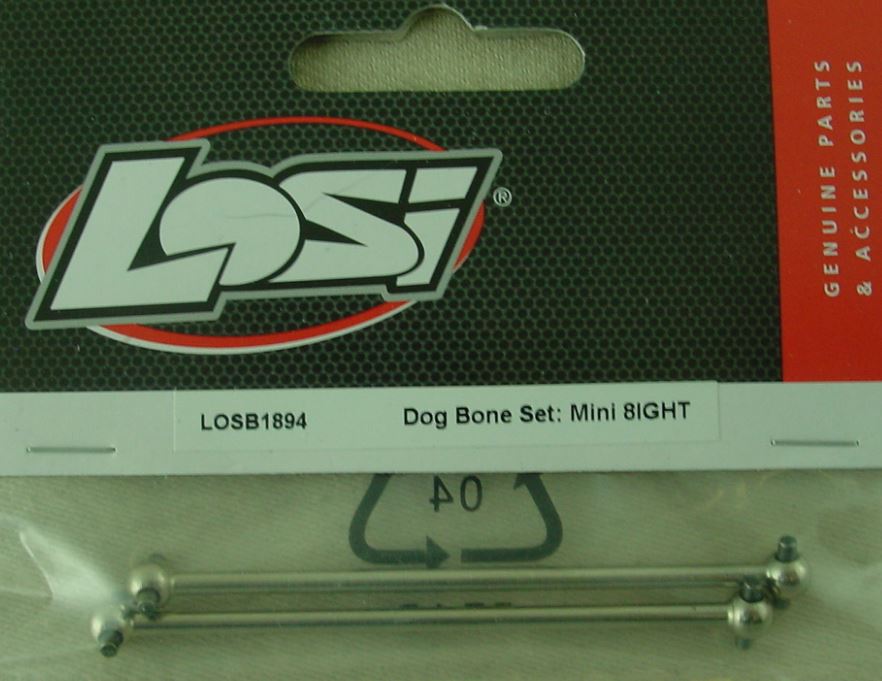 LOSi®
GENUINE PARTS
& ACCESSORIES
LOSB1894 Dog Bone Set: Mini 8IGHT
04